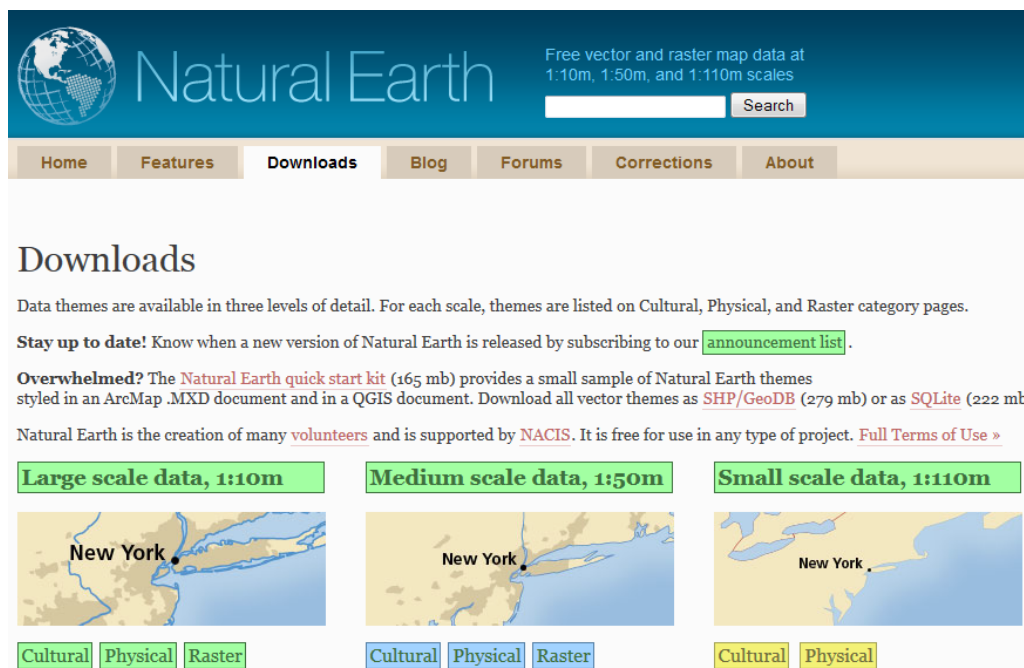 Natural Earth
Free vector and raster map data at
1:10m, 1:50m, and 1:110m scales
Search
Home Features Downloads Blog Forums Corrections About
Downloads
Data themes are available in three levels of detail. For each scale, themes are listed on Cultural, Physical, and Raster category pages.
Stay up to date! Know when a new version of Natural Earth is released by subscribing to our announcement list .
Overwhelmed? The Natural Earth quick start kit (165 mb) provides a small sample of Natural Earth themes
styled in an ArcMap .MXD document and in a QGIS document. Download all vector themes as SHP/GeoDB (279 mb) or as SQLite (222 mb
Natural Earth is the creation of many volunteers and is supported by NACIS. It is free for use in any type of project. Full Terms of Use »
Large scale data, 1:10m
Medium scale data, 1:50m
Small scale data, 1:110m
New York
New York
New York
Cultural Physical Raster
Cultural Physical Raster
Cultural Physical